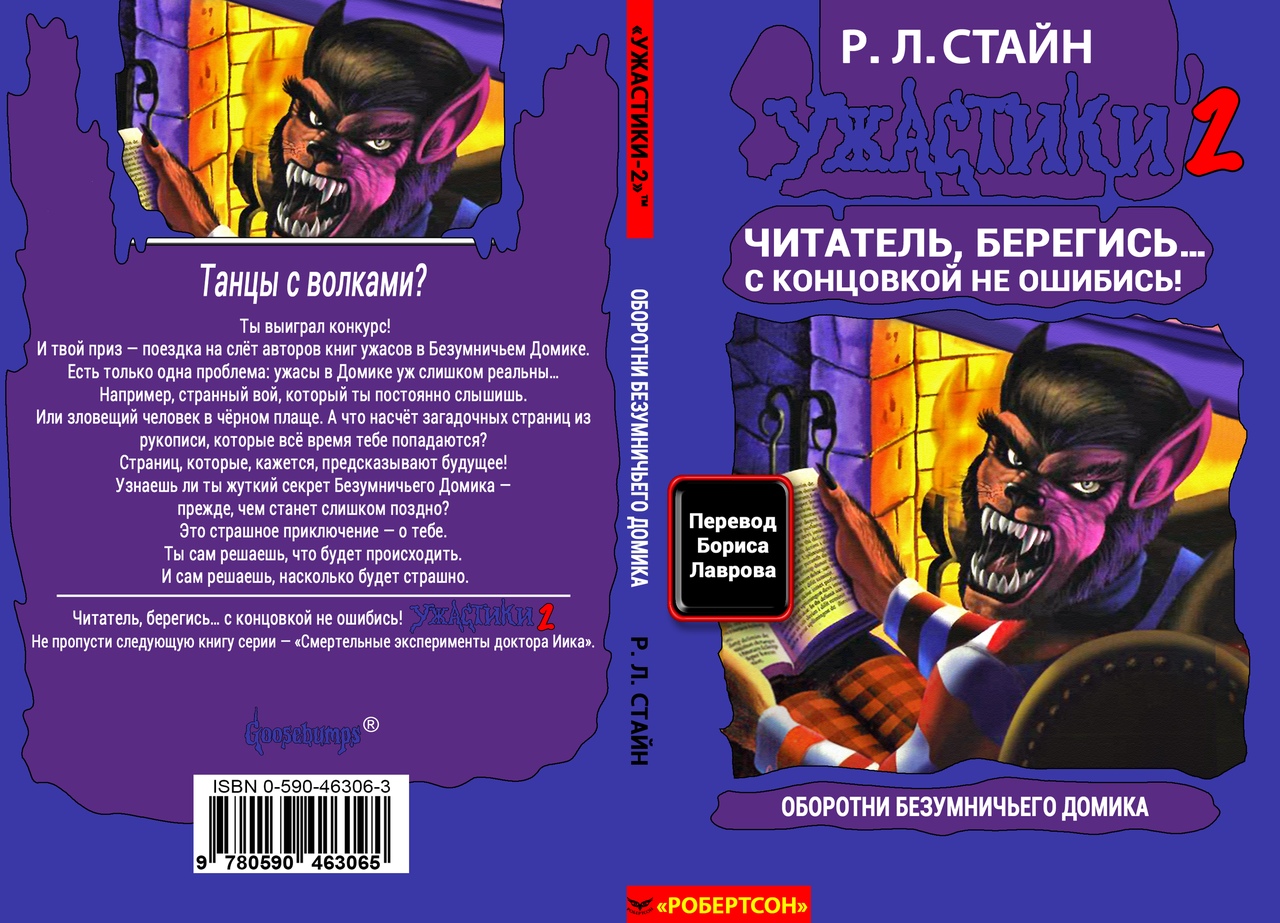 Танцы с волками?
Ты выиграл конкурс!
И твой приз — поездка на слёт авторов книг ужасов в Безумничьем Домике.
Есть только одна проблема: ужасы в Домике уж слишком реальны...
Например, странный вой, который ты постоянно слышишь.
Или зловещий человек в чёрном плаще. А что насчёт загадочных страниц из
рукописи, которые всё время тебе попадаются?
Страниц, которые, кажется, предсказывают будущее!
Узнаешь ли ты жуткий секрет Безумничьего Домика —
прежде, чем станет слишком поздно?
Это страшное приключение — о тебе.
Ты сам решаешь, что будет происходить.
И сам решаешь, насколько будет страшно.
Читатель, берегись... с концовкой не ошибись! УЖАСТИКИ 2
Не пропусти следующую книгу серии — «Смертельные эксперименты доктора Иика».
Goosebumps®
ISBN 0-590-46306-3
9 780590 463065
«УЖАСТИКИ-2»™
ОБОРОТНИ БЕЗУМНИЧЬЕГО ДОМИКА
Р. Л. СТАЙН
«РОБЕРТСОН»
Р. Л. СТАЙН
УЖАСТИКИ 2
ЧИТАТЕЛЬ, БЕРЕГИСЬ...
С КОНЦОВКОЙ НЕ ОШИБИСЬ!
Перевод
Бориса
Лаврова
ОБОРОТНИ БЕЗУМНИЧЬЕГО ДОМИКА